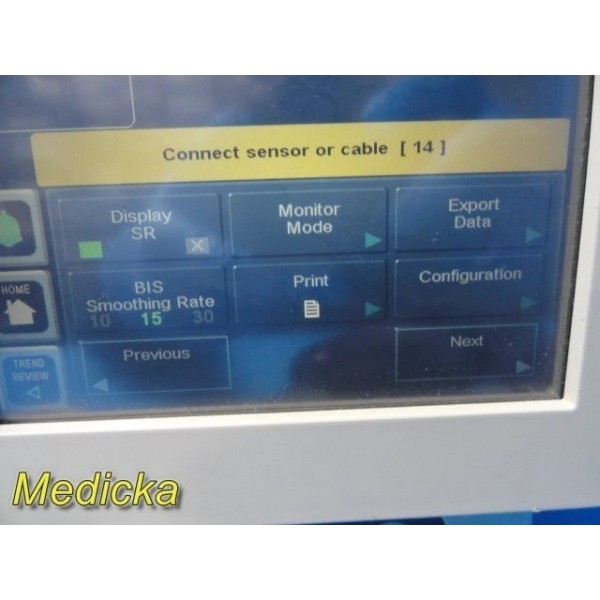 Connect sensor or cable [ 14 ]
Display
SR
X
Monitor
Mode
Export
Data
HOME
BIS
Smoothing Rate
10 15 30
Print
Configuration
TREND
REVIEW
Previous
Next
Medicka